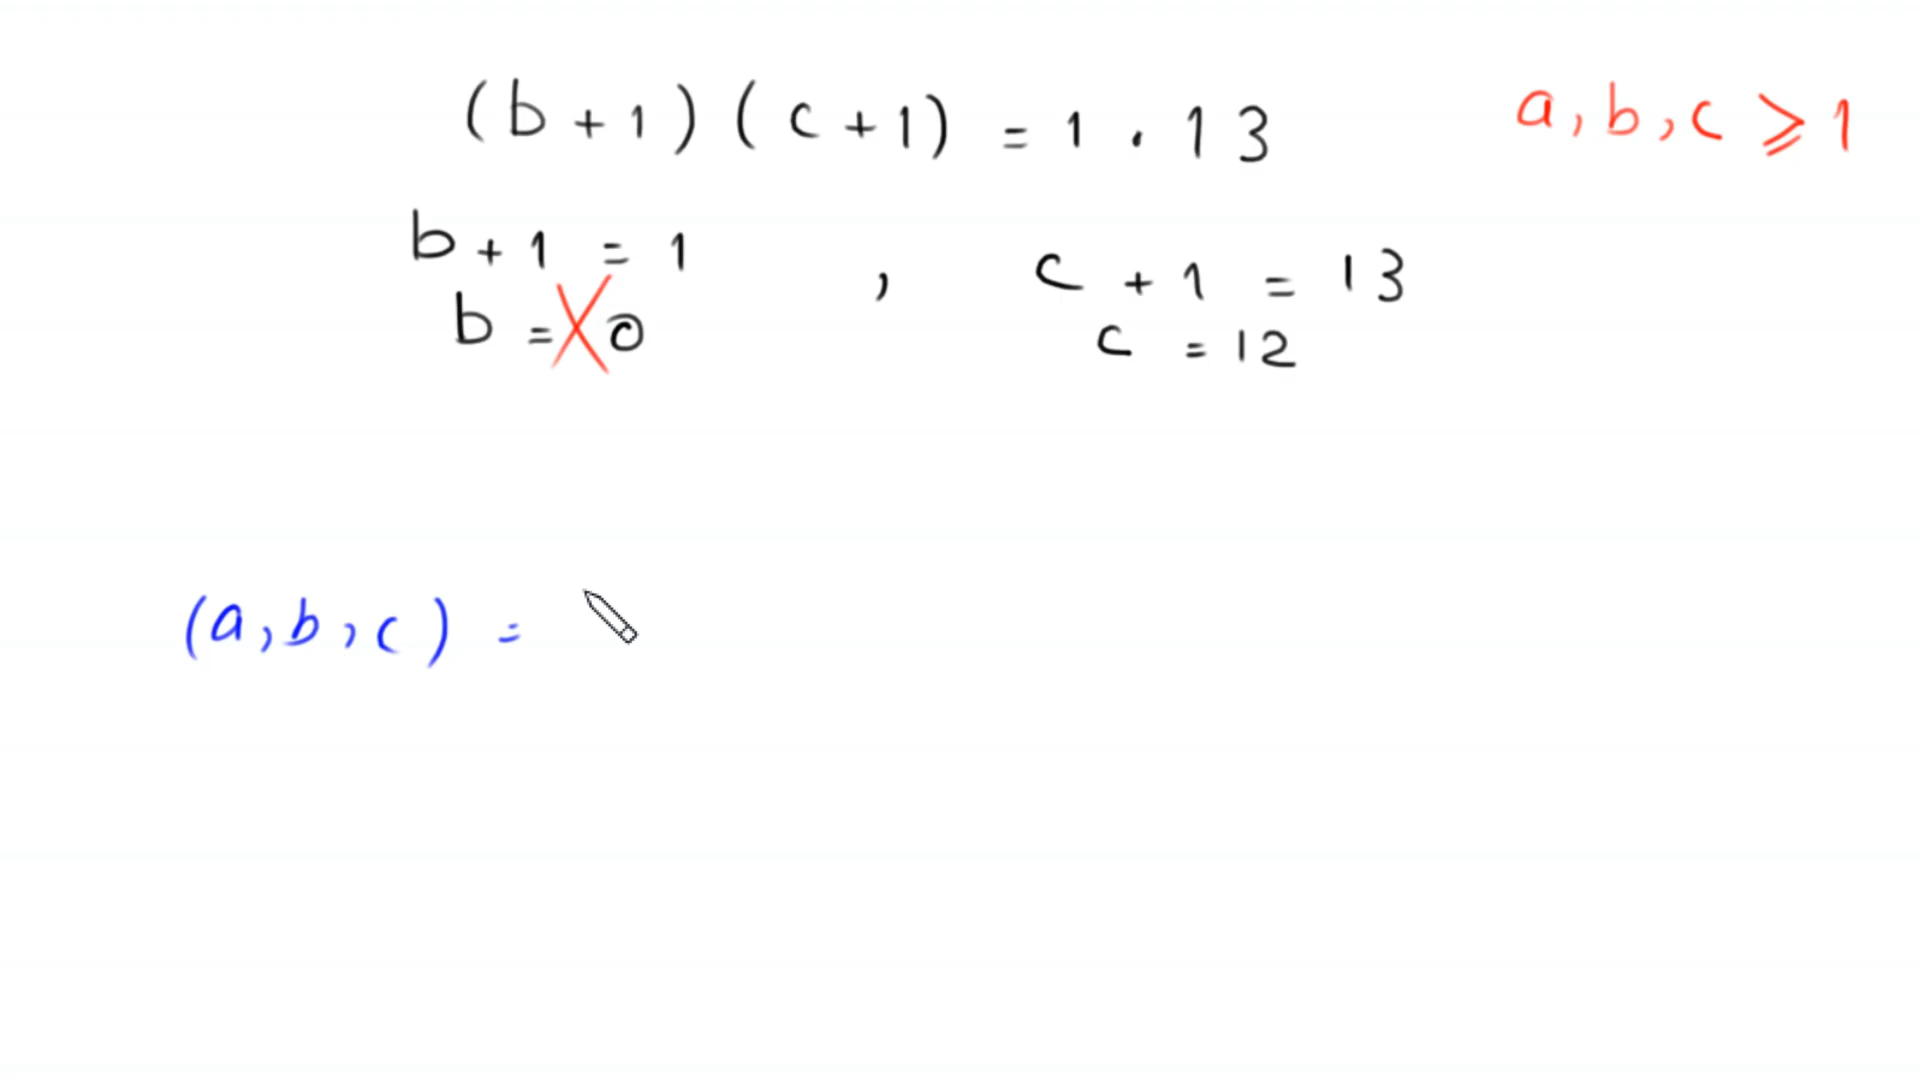 (b + 1) (c + 1) = 1 . 13
a, b, c ⩾ 1
b + 1 = 1 , c + 1 = 13
b = 0 c = 12
(a, b, c) =